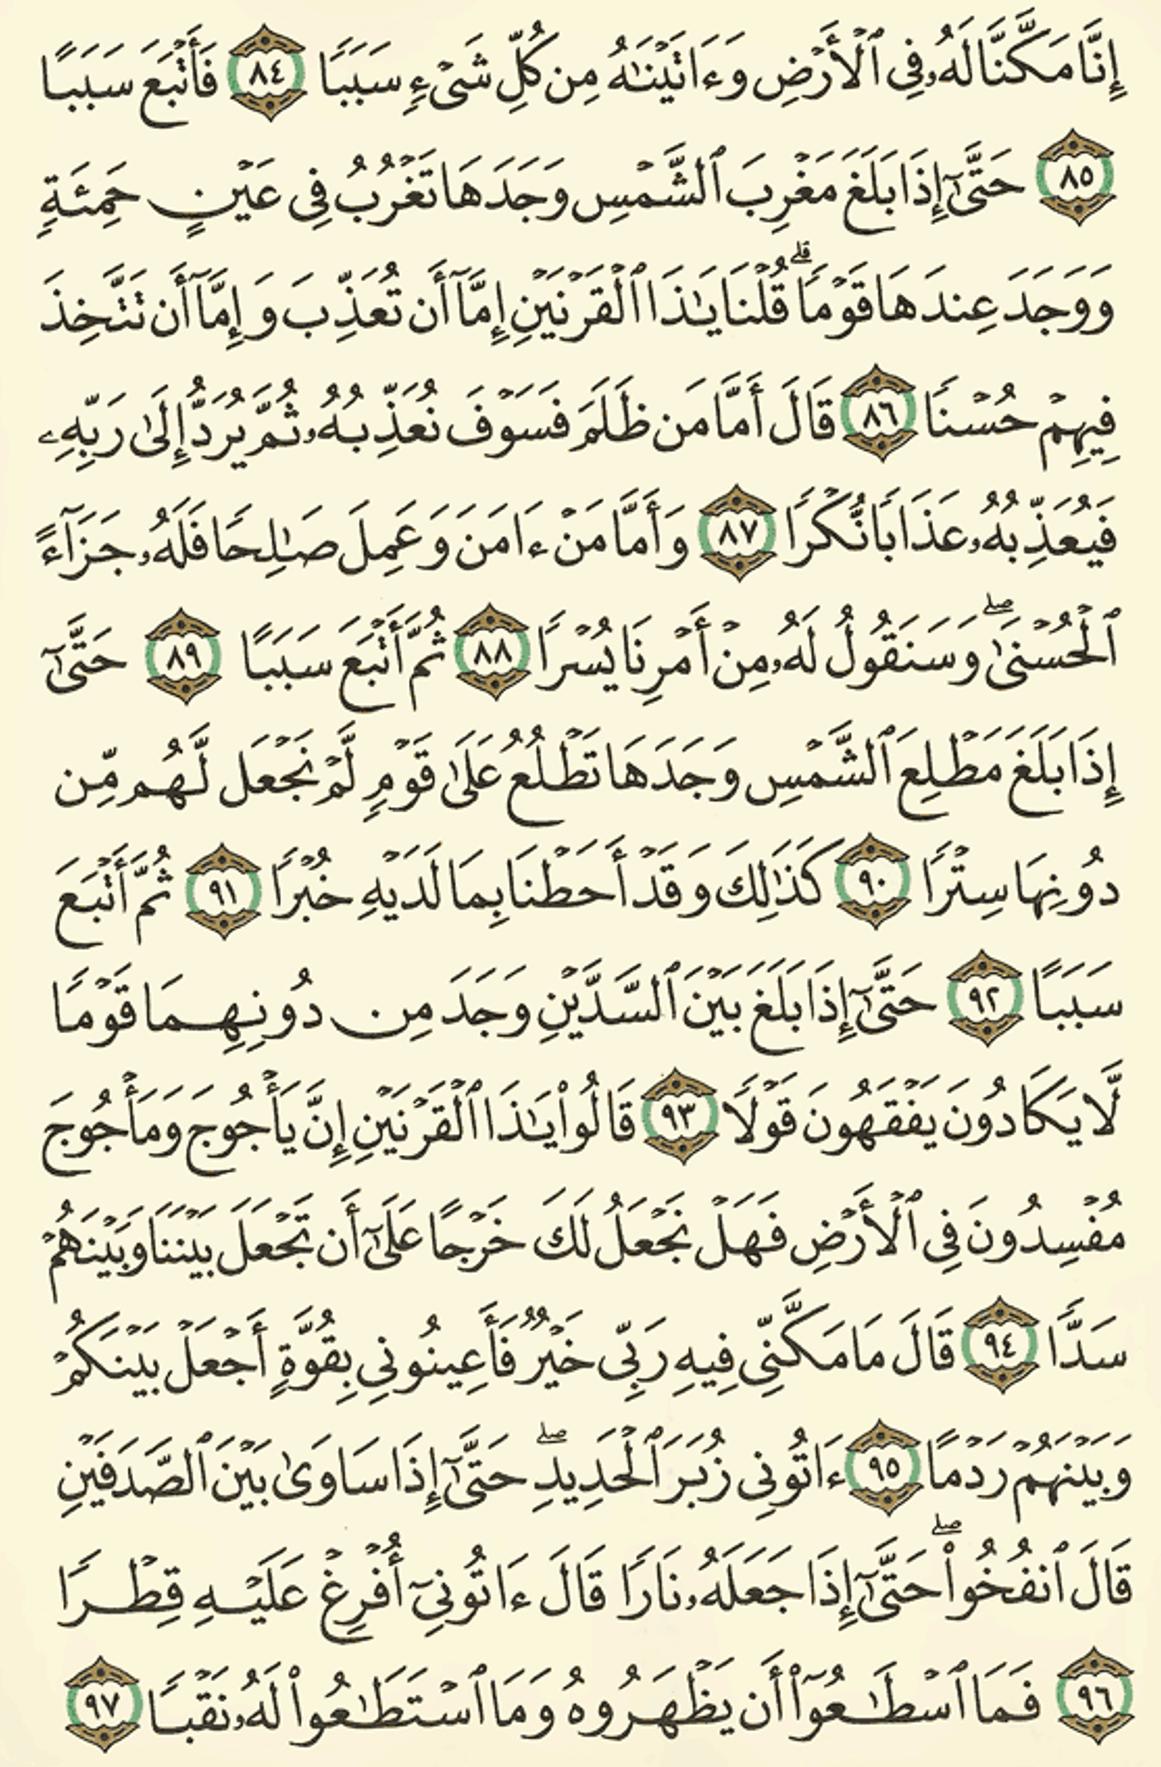 إِنَّا مَكَّنَّا لَهُۥ فِى ٱلْأَرْضِ وَءَاتَيْنَٰهُ مِن كُلِّ شَىْءٍ سَبَبًا ٨٤ فَأَتْبَعَ سَبَبًا
٨٥ حَتَّىٰٓ إِذَا بَلَغَ مَغْرِبَ ٱلشَّمْسِ وَجَدَهَا تَغْرُبُ فِى عَيْنٍ حَمِئَةٍ
وَوَجَدَ عِندَهَا قَوْمًا ۗ قُلْنَا يَٰذَا ٱلْقَرْنَيْنِ إِمَّآ أَن تُعَذِّبَ وَإِمَّآ أَن تَتَّخِذَ
فِيهِمْ حُسْنًا ٨٦ قَالَ أَمَّا مَن ظَلَمَ فَسَوْفَ نُعَذِّبُهُۥ ثُمَّ يُرَدُّ إِلَىٰ رَبِّهِۦ
فَيُعَذِّبُهُۥ عَذَابًا نُّكْرًا ٨٧ وَأَمَّا مَنْ ءَامَنَ وَعَمِلَ صَٰلِحًا فَلَهُۥ جَزَآءً
ٱلْحُسْنَىٰ ۖ وَسَنَقُولُ لَهُۥ مِنْ أَمْرِنَا يُسْرًا ٨٨ ثُمَّ أَتْبَعَ سَبَبًا ٨٩ حَتَّىٰٓ
إِذَا بَلَغَ مَطْلِعَ ٱلشَّمْسِ وَجَدَهَا تَطْلُعُ عَلَىٰ قَوْمٍ لَّمْ نَجْعَل لَّهُم مِّن
دُونِهَا سِتْرًا ٩٠ كَذَٰلِكَ وَقَدْ أَحَطْنَا بِمَا لَدَيْهِ خُبْرًا ٩١ ثُمَّ أَتْبَعَ
سَبَبًا ٩٢ حَتَّىٰٓ إِذَا بَلَغَ بَيْنَ ٱلسَّدَّيْنِ وَجَدَ مِن دُونِهِمَا قَوْمًا
لَّا يَكَادُونَ يَفْقَهُونَ قَوْلًا ٩٣ قَالُوا۟ يَٰذَا ٱلْقَرْنَيْنِ إِنَّ يَأْجُوجَ وَمَأْجُوجَ
مُفْسِدُونَ فِى ٱلْأَرْضِ فَهَلْ نَجْعَلُ لَكَ خَرْجًا عَلَىٰٓ أَن تَجْعَلَ بَيْنَنَا وَبَيْنَهُمْ
سَدًّا ٩٤ قَالَ مَا مَكَّنِّى فِيهِ رَبِّى خَيْرٌ فَأَعِينُونِى بِقُوَّةٍ أَجْعَلْ بَيْنَكُمْ
وَبَيْنَهُمْ رَدْمًا ٩٥ ءَاتُونِى زُبَرَ ٱلْحَدِيدِ ۖ حَتَّىٰٓ إِذَا سَاوَىٰ بَيْنَ ٱلصَّدَفَيْنِ
قَالَ ٱنفُخُوا۟ ۖ حَتَّىٰٓ إِذَا جَعَلَهُۥ نَارًا قَالَ ءَاتُونِىٓ أُفْرِغْ عَلَيْهِ قِطْرًا
٩٦ فَمَا ٱسْطَٰعُوٓا۟ أَن يَظْهَرُوهُ وَمَا ٱسْتَطَٰعُوا۟ لَهُۥ نَقْبًا ٩٧